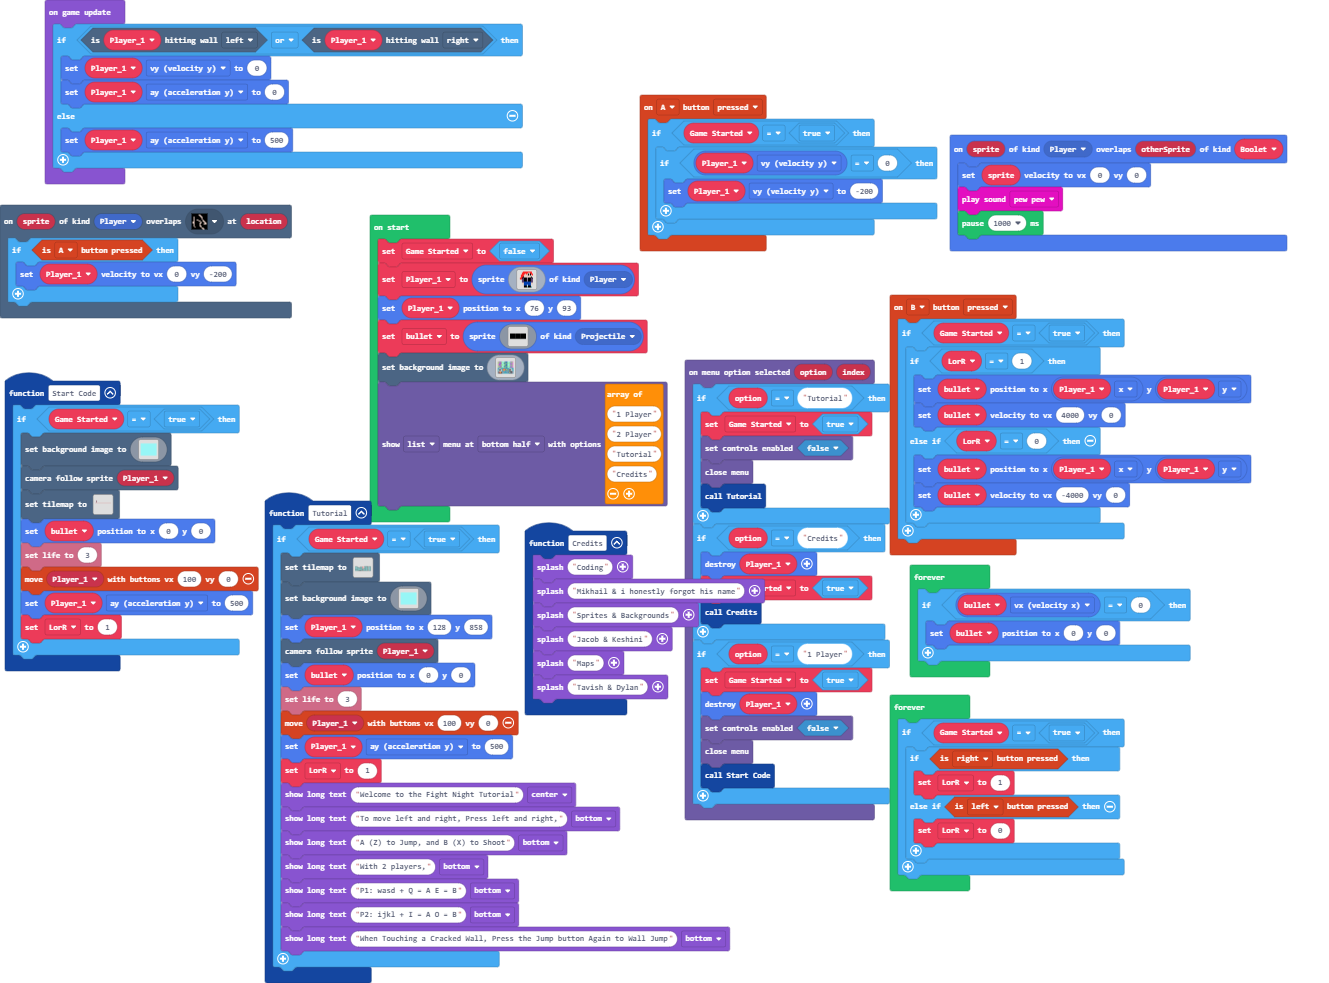 on game update
if is Player_1 hitting wall left or is Player_1 hitting wall right then
set Player_1 vy (velocity y) to 0
set Player_1 ay (acceleration y) to 0
else
set Player_1 ay (acceleration y) to 500
on sprite of kind Player overlaps at location
if is A button pressed then
set Player_1 velocity to vx 0 vy -200
function Start Code
if Game Started = true then
set background image to
camera follow sprite Player_1
set tilemap to
set bullet position to x 0 y 0
set life to 3
move Player_1 with buttons vx 100 vy 0
set Player_1 ay (acceleration y) to 500
set LorR to 1
on start
set Game Started to false
set Player_1 to sprite of kind Player
set Player_1 position to x 76 y 93
set bullet to sprite of kind Projectile
set background image to
show list menu at bottom half with options
array of
"1 Player"
"2 Player"
"Tutorial"
"Credits"
function Tutorial
if Game Started = true then
set tilemap to
set background image to
set Player_1 position to x 128 y 858
camera follow sprite Player_1
set bullet position to x 0 y 0
set life to 3
move Player_1 with buttons vx 100 vy 0
set Player_1 ay (acceleration y) to 500
set LorR to 1
show long text "Welcome to the Fight Night Tutorial" center
show long text "To move left and right, Press left and right," bottom
show long text "A (Z) to Jump, and B (X) to Shoot" bottom
show long text "With 2 players," bottom
show long text "P1: wasd + Q = A E = B" bottom
show long text "P2: ijkl + I = A O = B" bottom
show long text "When Touching a Cracked Wall, Press the Jump button Again to Wall Jump" bottom
function Credits
splash "Coding"
splash "Mikhail & i honestly forgot his name"
splash "Sprites & Backgrounds"
splash "Jacob & Keshini"
splash "Maps"
splash "Tavish & Dylan"
on A button pressed
if Game Started = true then
if Player_1 vy (velocity y) = 0 then
set Player_1 vy (velocity y) to -200
on menu option selected option index
if option = "Tutorial" then
set Game Started to true
set controls enabled false
close menu
call Tutorial
if option = "Credits" then
destroy Player_1
rted to true
call Credits
if option = "1 Player" then
set Game Started to true
destroy Player_1
set controls enabled false
close menu
call Start Code
on sprite of kind Player overlaps otherSprite of kind Boolet
set sprite velocity to vx 0 vy 0
play sound pew pew
pause 1000 ms
on B button pressed
if Game Started = true then
if LorR = 1 then
set bullet position to x Player_1 x y Player_1 y
set bullet velocity to vx 4000 vy 0
else if LorR = 0 then
set bullet position to x Player_1 x y Player_1 y
set bullet velocity to vx -4000 vy 0
forever
if bullet vx (velocity x) = 0 then
set bullet position to x 0 y 0
forever
if Game Started = true then
if is right button pressed then
set LorR to 1
else if is left button pressed then
set LorR to 0